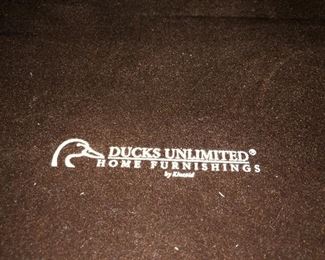 DUCKS UNLIMITED®
HOME FURNISHINGS
by Kincaid